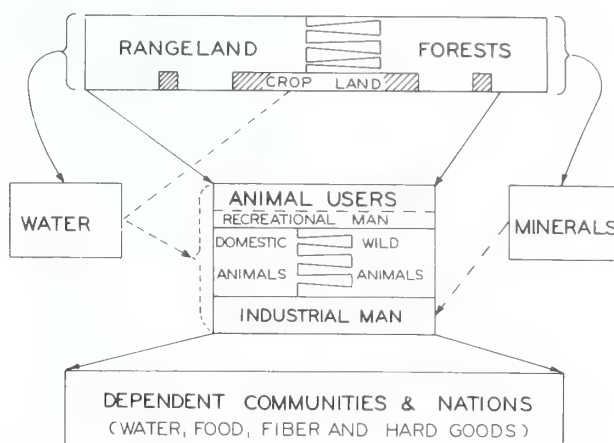 RANGELAND FORESTS
CROP LAND
WATER
ANIMAL USERS
RECREATIONAL MAN
DOMESTIC WILD
ANIMALS ANIMALS
INDUSTRIAL MAN
MINERALS
DEPENDENT COMMUNITIES & NATIONS
(WATER, FOOD, FIBER AND HARD GOODS)